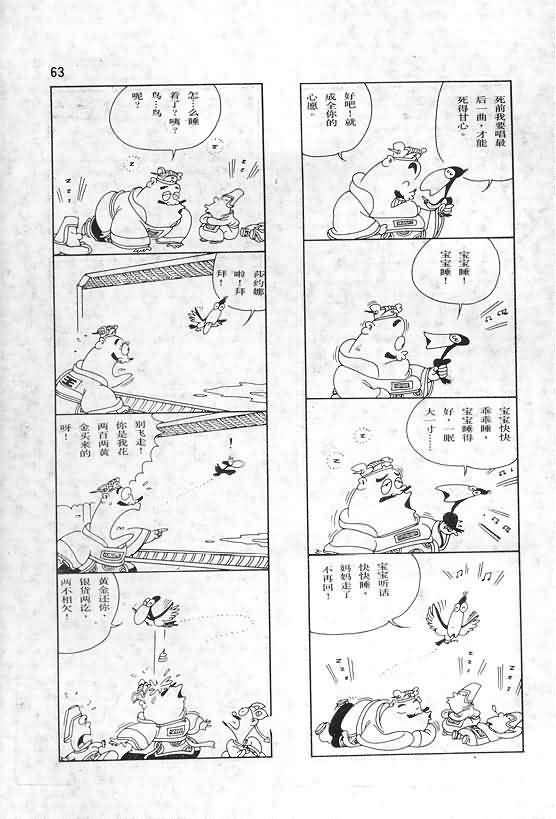 63
死前我要唱最
后一曲，才能
死得甘心。
好吧！就
成全你的
心愿。
宝宝睡！
宝宝睡！
宝宝快快
乖乖睡，
宝宝睡得
好，一眠
大一寸……
宝宝听话
快快睡，
妈妈走了
不再回！
怎…么睡
着了？咦？
鸟…鸟
呢？
莎约娜
啦！拜
拜！
别飞走！
你是我花
两百两黄
金买来的
呀！
黄金还你，
银货两讫，
两不相欠！
z z z
z z z
z
z
z z z
z z z
!